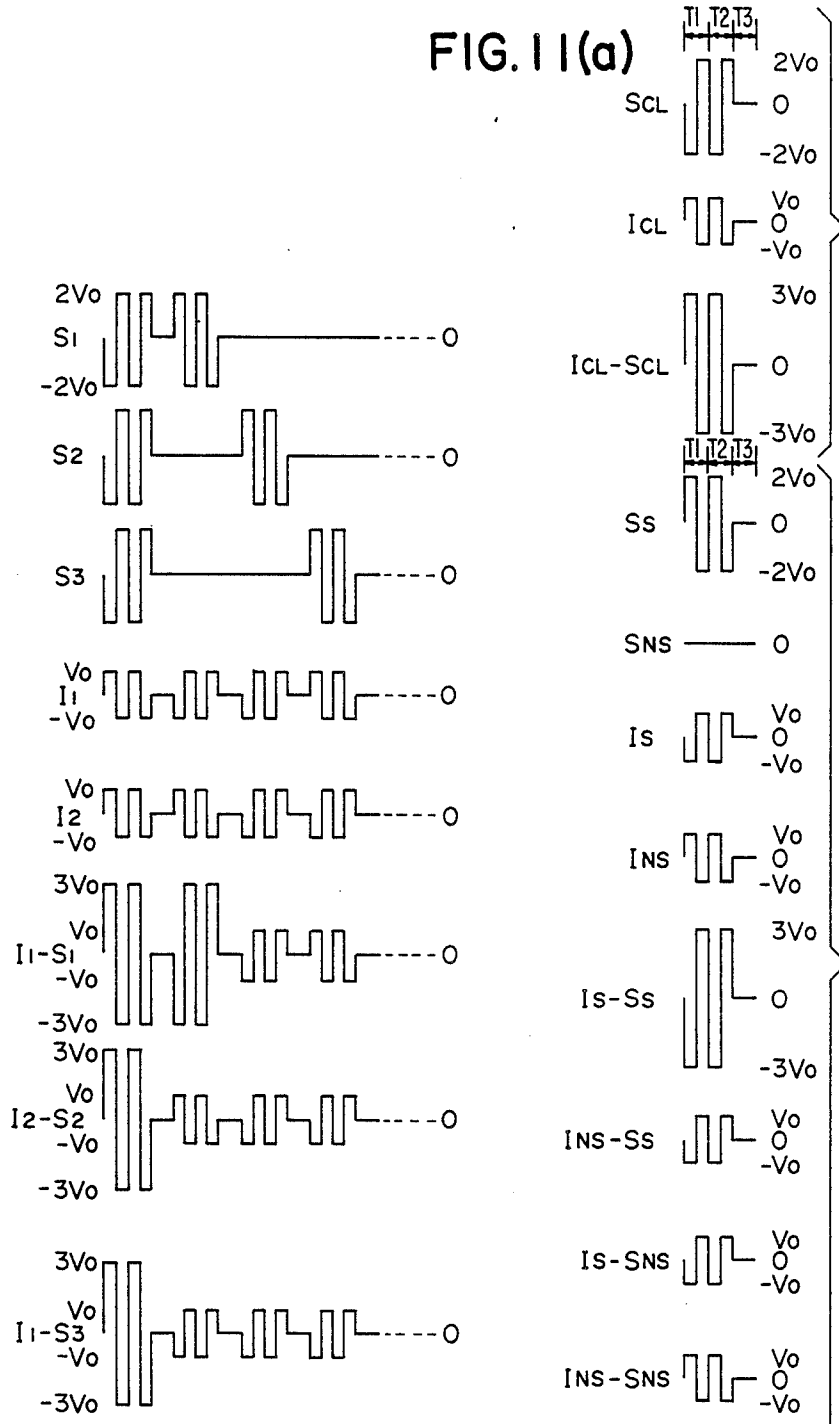 FIG. 11(a)
2Vo
S1
-2Vo
----0
S2
----0
S3
----0
Vo
I1
-Vo
----0
Vo
I2
-Vo
----0
3Vo
Vo
I1-S1
-Vo
-3Vo
----0
3Vo
Vo
I2-S2
-Vo
-3Vo
----0
3Vo
Vo
I1-S3
-Vo
-3Vo
----0
T1 T2 T3
SCL
2Vo
0
-2Vo
ICL
Vo
0
-Vo
ICL-SCL
3Vo
0
-3Vo
T1 T2 T3
SS
2Vo
0
-2Vo
SNS
0
IS
Vo
0
-Vo
INS
Vo
0
-Vo
IS-SS
3Vo
0
-3Vo
INS-SS
Vo
0
-Vo
IS-SNS
Vo
0
-Vo
INS-SNS
Vo
0
-Vo